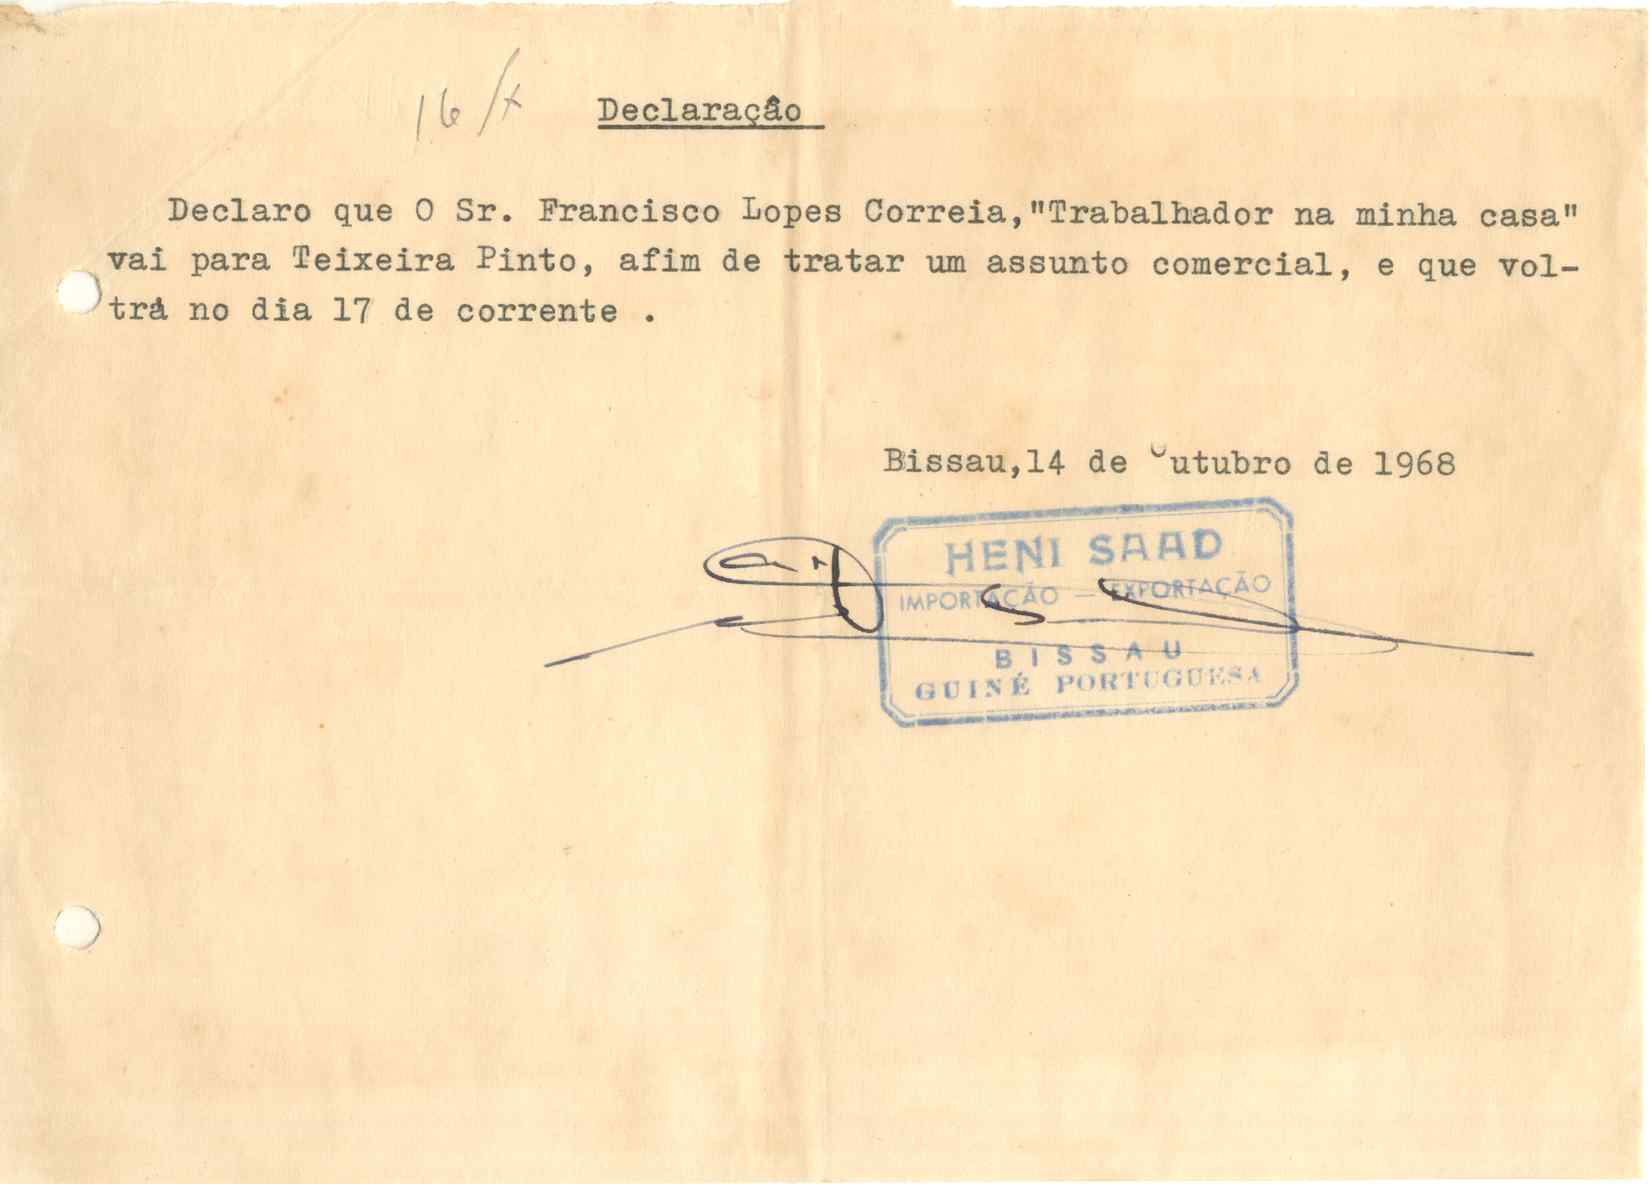 16/X
Declaração
Declaro que O Sr. Francisco Lopes Correia,"Trabalhador na minha casa"
vai para Teixeira Pinto, afim de tratar um assunto comercial, e que vol-
trá no dia 17 de corrente .
Bissau,14 de Outubro de 1968
HENI SAAD
IMPORTAÇÃO — EXPORTAÇÃO
BISSAU
GUINÉ PORTUGUESA